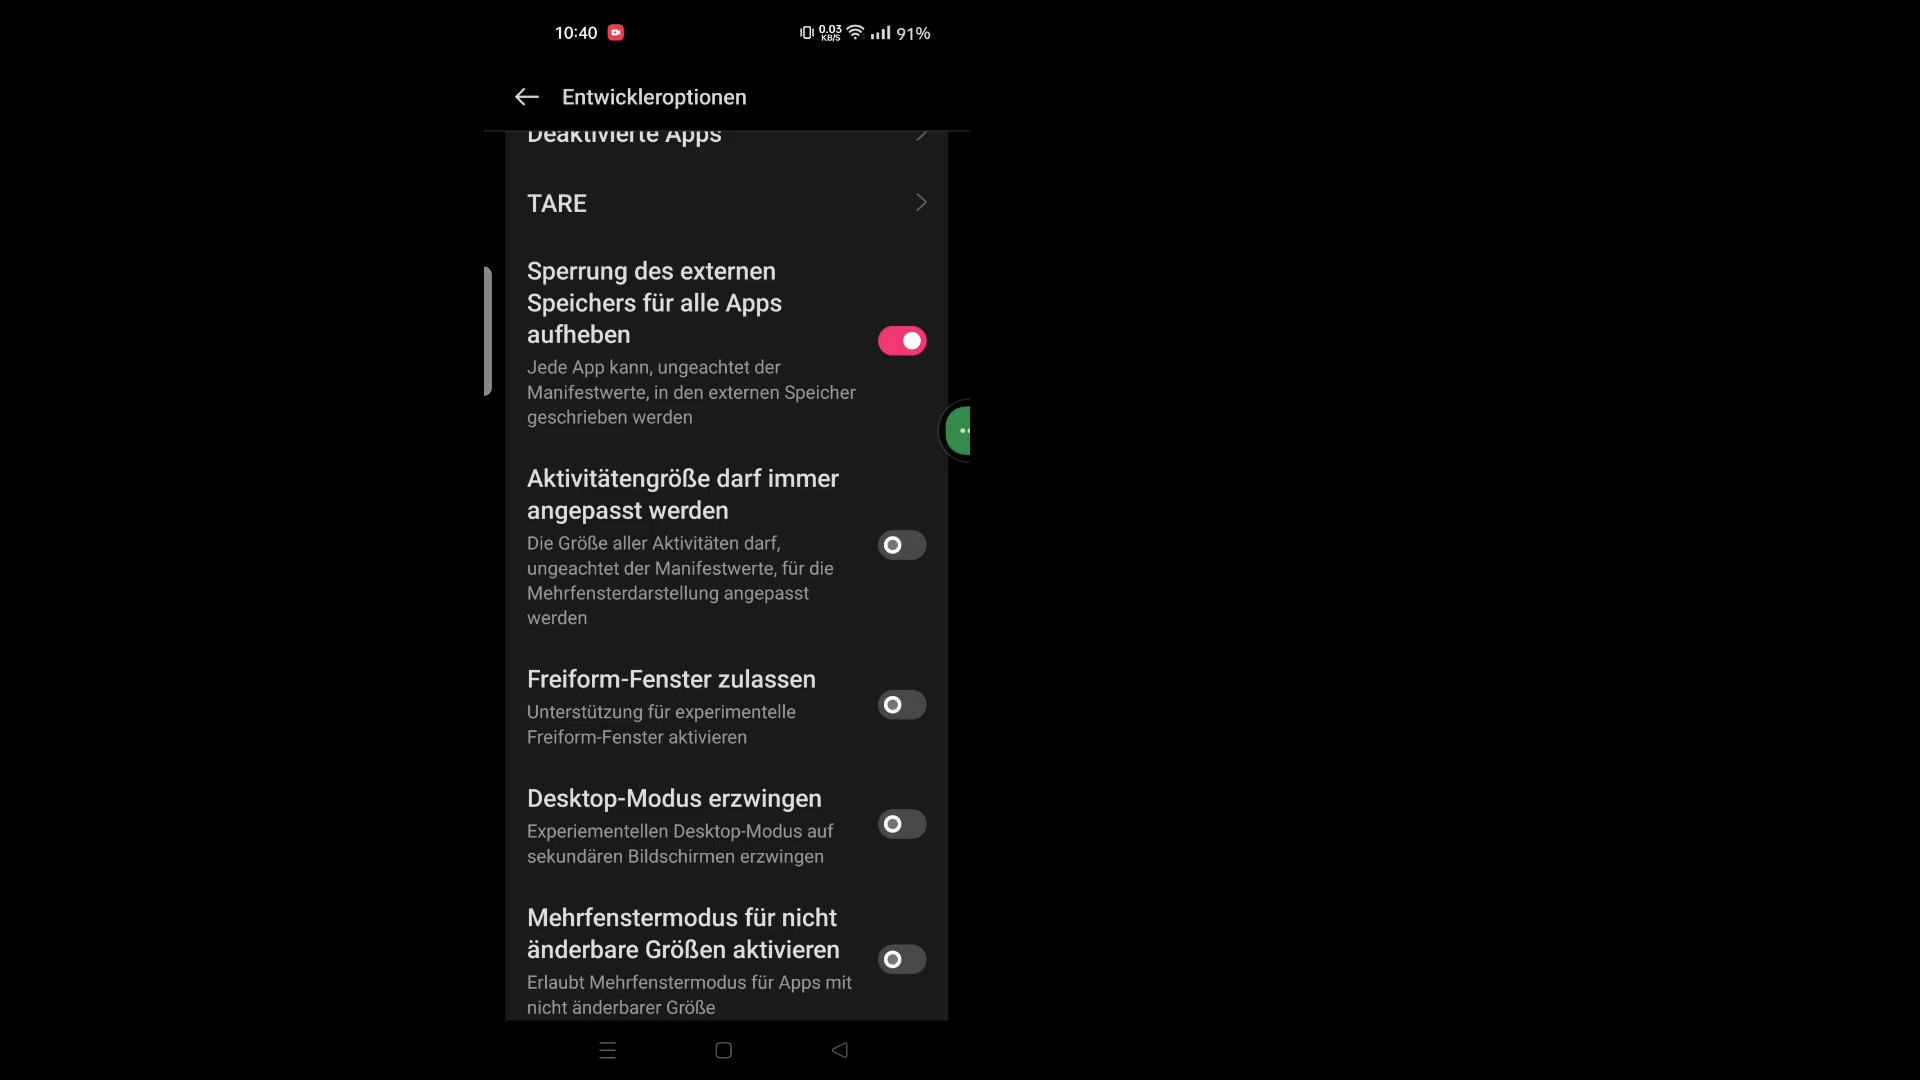 10:40
0.03
KB/S
91%
Entwickleroptionen
Deaktivierte Apps
TARE
Sperrung des externen
Speichers für alle Apps
aufheben
Jede App kann, ungeachtet der
Manifestwerte, in den externen Speicher
geschrieben werden
Aktivitätengröße darf immer
angepasst werden
Die Größe aller Aktivitäten darf,
ungeachtet der Manifestwerte, für die
Mehrfensterdarstellung angepasst
werden
Freiform-Fenster zulassen
Unterstützung für experimentelle
Freiform-Fenster aktivieren
Desktop-Modus erzwingen
Experiementellen Desktop-Modus auf
sekundären Bildschirmen erzwingen
Mehrfenstermodus für nicht
änderbare Größen aktivieren
Erlaubt Mehrfenstermodus für Apps mit
nicht änderbarer Größe